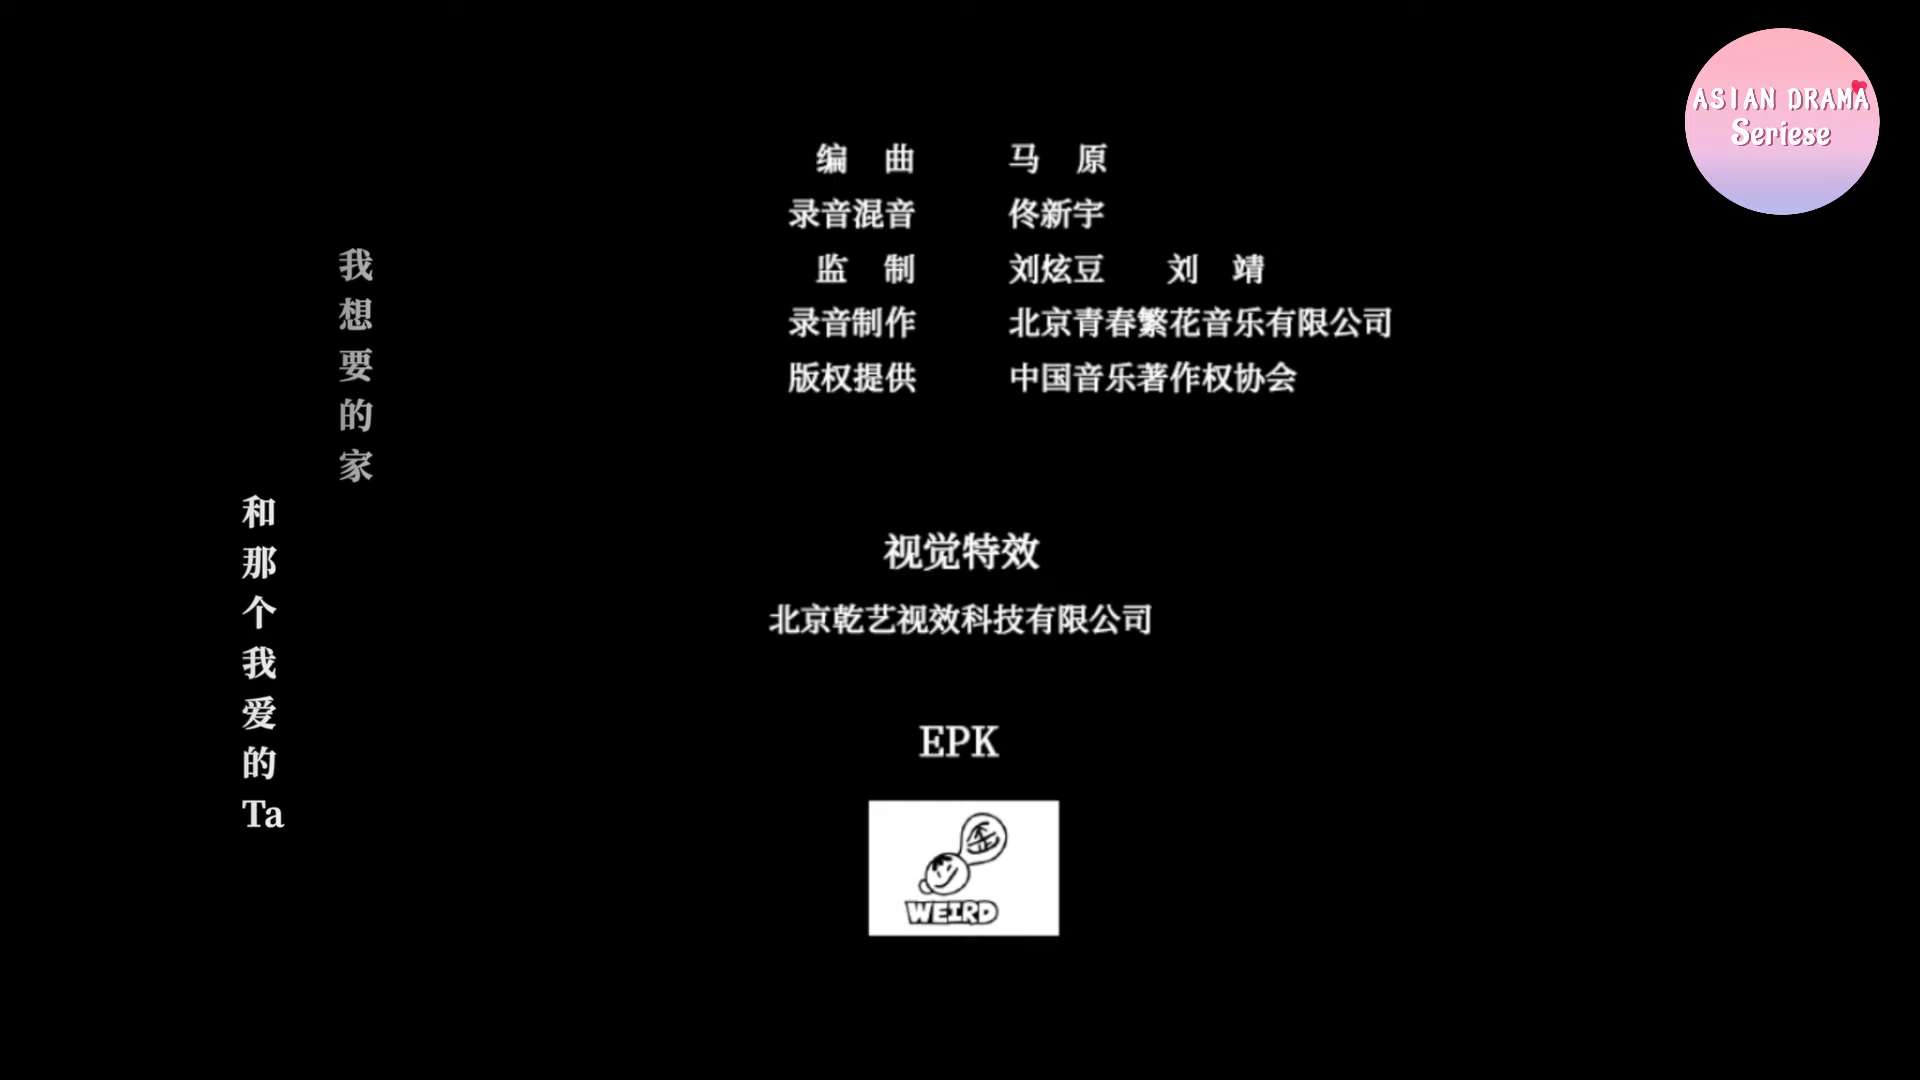 ASIAN DRAMA
Seriese
编 曲 马 原
录音混音 佟新宇
监 制 刘炫豆 刘 靖
录音制作 北京青春繁花音乐有限公司
版权提供 中国音乐著作权协会
我想要的家
和那个我爱的Ta
视觉特效
北京乾艺视效科技有限公司
EPK
歪
WEIRD